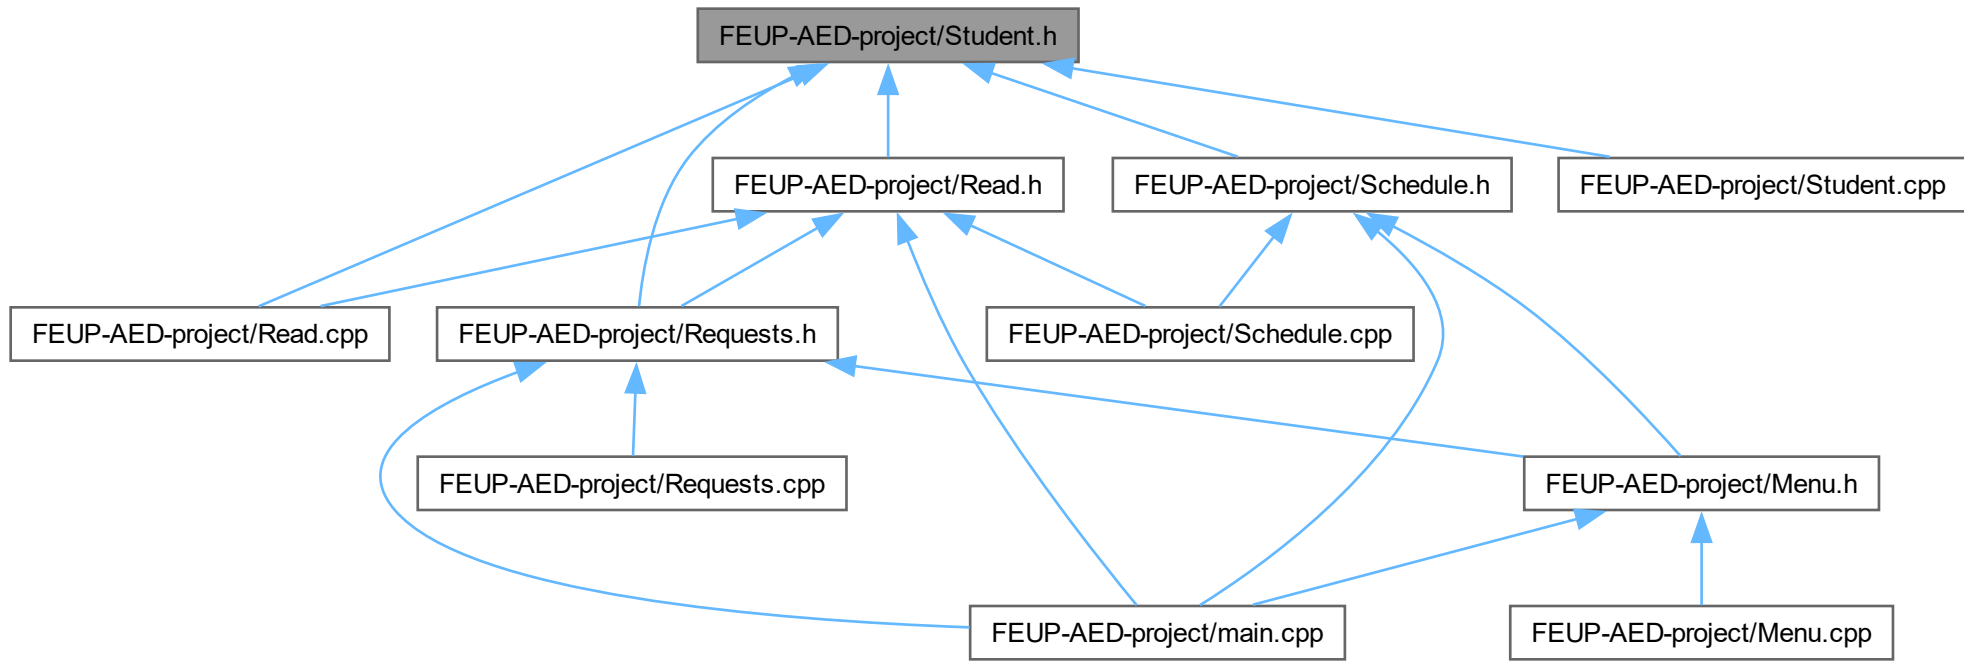 FEUP-AED-project/Student.h
FEUP-AED-project/Read.h
FEUP-AED-project/Schedule.h
FEUP-AED-project/Student.cpp
FEUP-AED-project/Read.cpp
FEUP-AED-project/Requests.h
FEUP-AED-project/Schedule.cpp
FEUP-AED-project/Requests.cpp
FEUP-AED-project/Menu.h
FEUP-AED-project/main.cpp
FEUP-AED-project/Menu.cpp